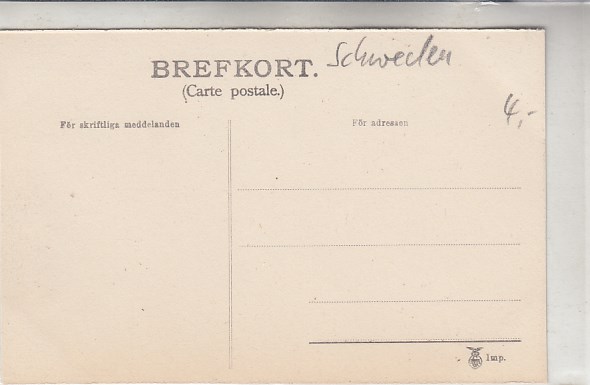 BREFKORT. Schweden
(Carte postale.)
4,-
För skriftliga meddelanden
För adressen
Imp.